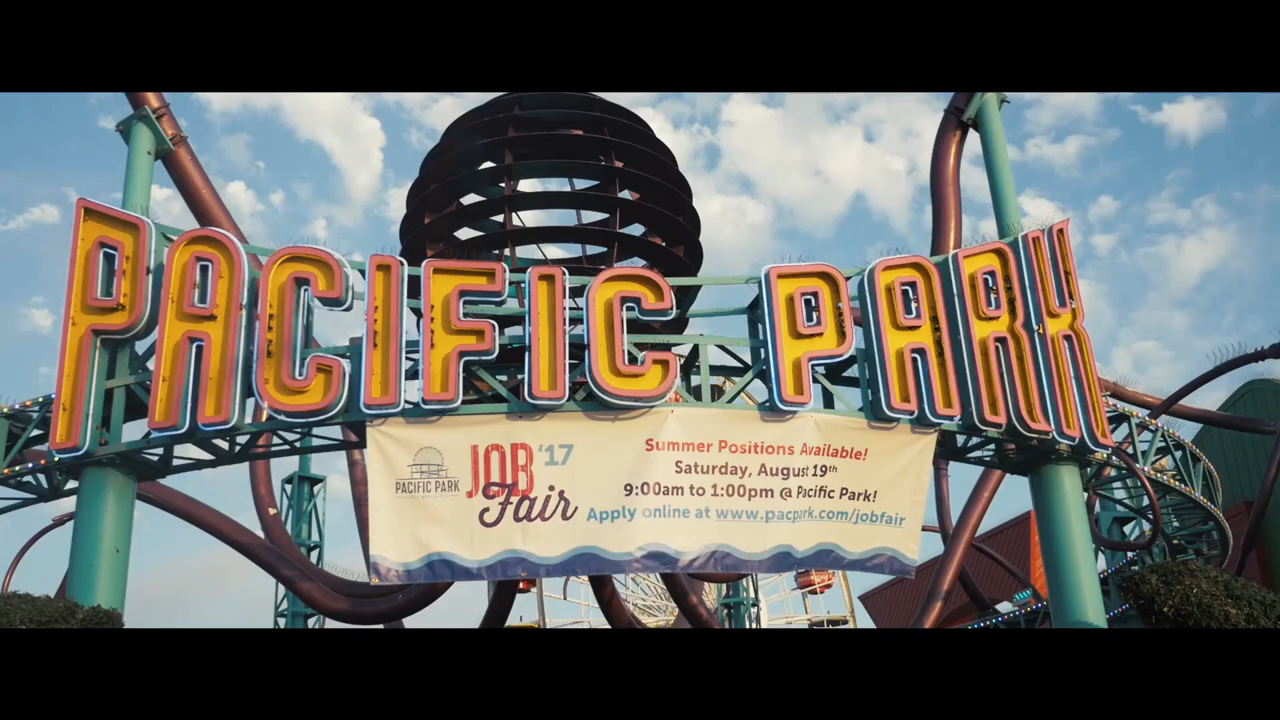 PACIFIC PARK
PACIFIC PARK
JOB '17
Fair
Summer Positions Available!
Saturday, August 19th
9:00am to 1:00pm @ Pacific Park!
Apply online at www.pacpark.com/jobfair